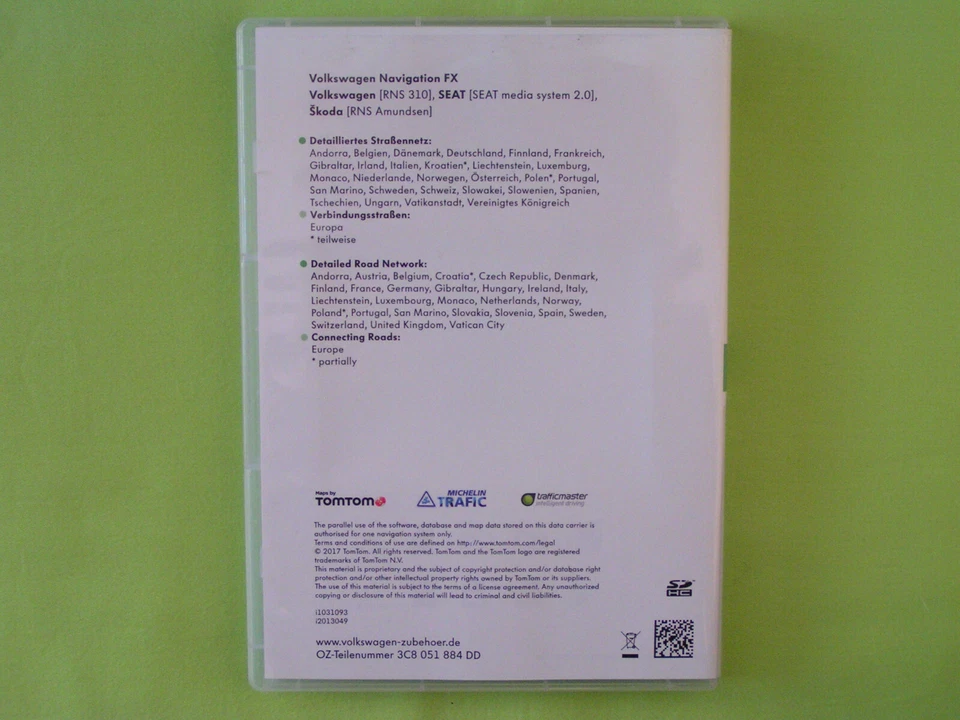 Volkswagen Navigation FX
Volkswagen [RNS 310], SEAT [SEAT media system 2.0],
Škoda [RNS Amundsen]
Detailliertes Straßennetz:
Andorra, Belgien, Dänemark, Deutschland, Finnland, Frankreich,
Gibraltar, Irland, Italien, Kroatien*, Liechtenstein, Luxemburg,
Monaco, Niederlande, Norwegen, Österreich, Polen*, Portugal,
San Marino, Schweden, Schweiz, Slowakei, Slowenien, Spanien,
Tschechien, Ungarn, Vatikanstadt, Vereinigtes Königreich
Verbindungsstraßen:
Europa
* teilweise
Detailed Road Network:
Andorra, Austria, Belgium, Croatia*, Czech Republic, Denmark,
Finland, France, Germany, Gibraltar, Hungary, Ireland, Italy,
Liechtenstein, Luxembourg, Monaco, Netherlands, Norway,
Poland*, Portugal, San Marino, Slovakia, Slovenia, Spain, Sweden,
Switzerland, United Kingdom, Vatican City
Connecting Roads:
Europe
* partially
Maps by
TOMTOM
MICHELIN
TRAFIC
trafficmaster
intelligent driving
The parallel use of the software, database and map data stored on this data carrier is
authorised for one navigation system only.
Terms and conditions of use are defined on http://www.tomtom.com/legal
© 2017 TomTom. All rights reserved. TomTom and the TomTom logo are registered
trademarks of TomTom N.V.
This material is proprietary and the subject of copyright protection and/or database right
protection and/or other intellectual property rights owned by TomTom or its suppliers.
The use of this material is subject to the terms of a license agreement. Any unauthorized
copying or disclosure of this material will lead to criminal and civil liabilities.
SD
HC
i1031093
i2013049
www.volkswagen-zubehoer.de
OZ-Teilenummer 3C8 051 884 DD